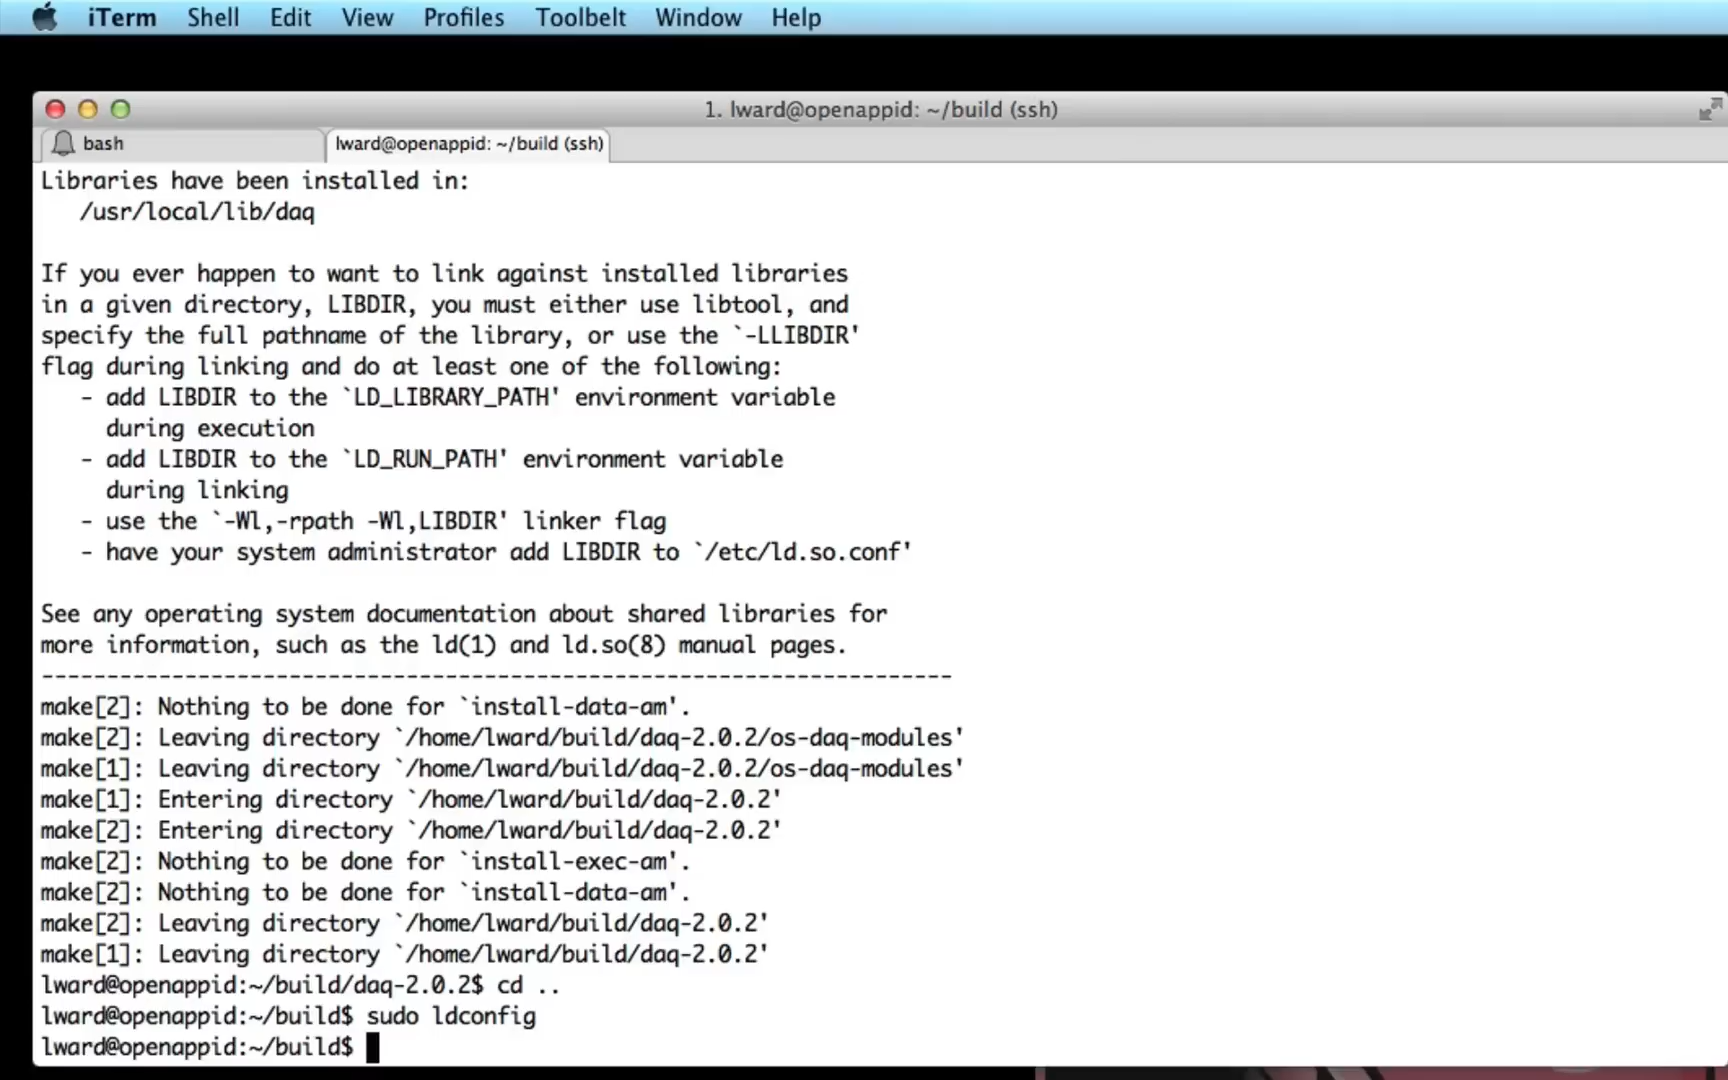 iTerm Shell Edit View Profiles Toolbelt Window Help
1. lward@openappid: ~/build (ssh)
bash
lward@openappid: ~/build (ssh)
Libraries have been installed in:
   /usr/local/lib/daq

If you ever happen to want to link against installed libraries
in a given directory, LIBDIR, you must either use libtool, and
specify the full pathname of the library, or use the `-LLIBDIR'
flag during linking and do at least one of the following:
   - add LIBDIR to the `LD_LIBRARY_PATH' environment variable
     during execution
   - add LIBDIR to the `LD_RUN_PATH' environment variable
     during linking
   - use the `-Wl,-rpath -Wl,LIBDIR' linker flag
   - have your system administrator add LIBDIR to `/etc/ld.so.conf'

See any operating system documentation about shared libraries for
more information, such as the ld(1) and ld.so(8) manual pages.
----------------------------------------------------------------------
make[2]: Nothing to be done for `install-data-am'.
make[2]: Leaving directory `/home/lward/build/daq-2.0.2/os-daq-modules'
make[1]: Leaving directory `/home/lward/build/daq-2.0.2/os-daq-modules'
make[1]: Entering directory `/home/lward/build/daq-2.0.2'
make[2]: Entering directory `/home/lward/build/daq-2.0.2'
make[2]: Nothing to be done for `install-exec-am'.
make[2]: Nothing to be done for `install-data-am'.
make[2]: Leaving directory `/home/lward/build/daq-2.0.2'
make[1]: Leaving directory `/home/lward/build/daq-2.0.2'
lward@openappid:~/build/daq-2.0.2$ cd ..
lward@openappid:~/build$ sudo ldconfig
lward@openappid:~/build$